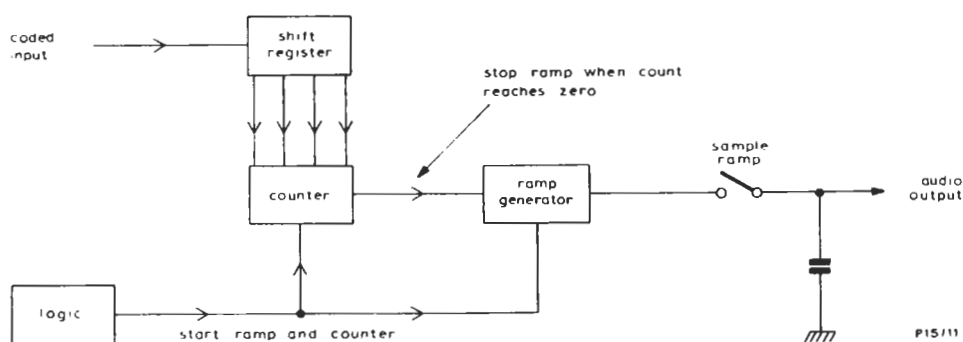 coded
input
shift
register
stop ramp when count
reaches zero
sample
ramp
counter
ramp
generator
audio
output
logic
start ramp and counter
P15/11